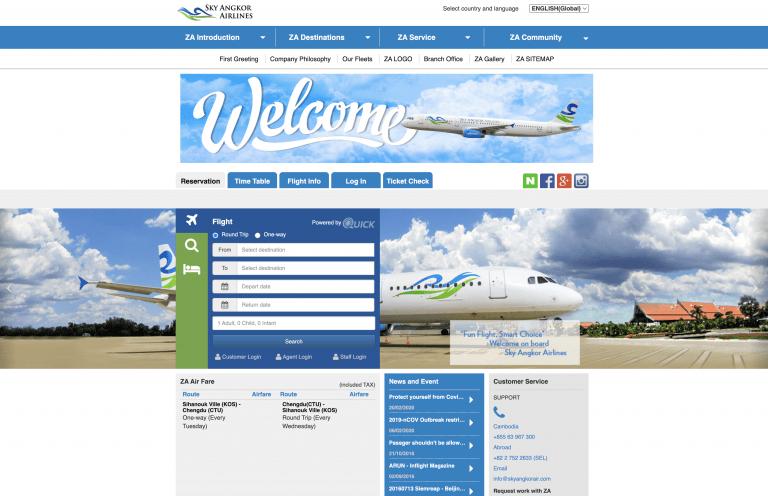 SKY ANGKOR
AIRLINES
Select country and language
ENGLISH(Global)
ZA Introduction
ZA Destinations
ZA Service
ZA Community
First Greeting
Company Philosophy
Our Fleets
ZA LOGO
Branch Office
ZA Gallery
ZA SITEMAP
Welcome
SKY ANGKOR AIRLINES
Reservation
Time Table
Flight Info
Log In
Ticket Check
N
f
g+
Flight
Powered by QUICK
Round Trip
One-way
From
Select destination
To
Select destination
Depart date
Return date
1 Adult, 0 Child, 0 Infant
Search
Customer Login
Agent Login
Staff Login
"Fun Flight, Smart Choice"
Welcome on board
Sky Angkor Airlines
ZA Air Fare
(included TAX)
Route
Airfare
Route
Airfare
Sihanouk Ville (KOS) -
Chengdu (CTU)
One-way (Every
Tuesday)
Chengdu(CTU) -
Sihanouk Ville (KOS)
Round Trip (Every
Wednesday)
News and Event
Protect yourself from Covi...
20/02/2020
2019-nCOV Outbreak restri...
06/02/2020
Passger shouldn't be allow...
21/10/2016
ARUN - Inflight Magazine
02/09/2016
20160713 Siemreap - Beijin...
Customer Service
SUPPORT
Cambodia
+855 63 967 300
Abroad
+82 2 752 2633 (SEL)
Email
info@skyangkorair.com
Request work with ZA